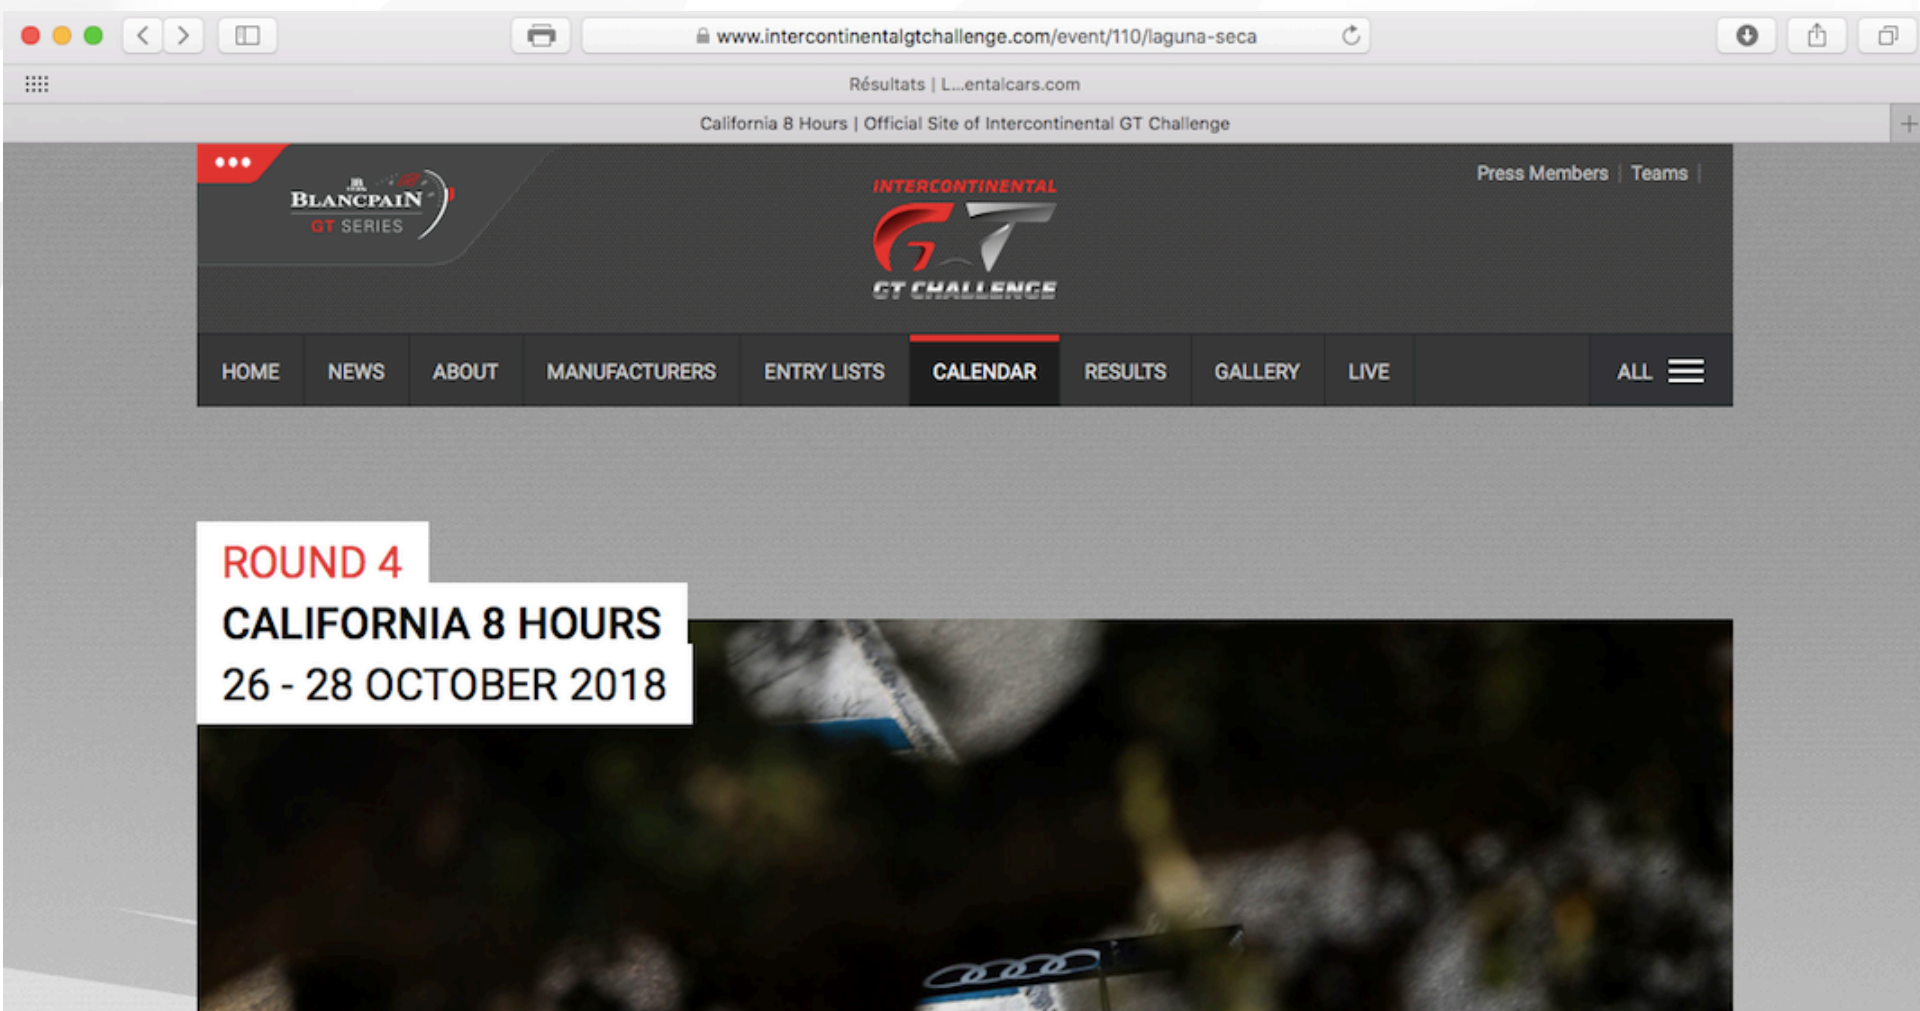 www.intercontinentalgtchallenge.com/event/110/laguna-seca
Résultats | L...entalcars.com
California 8 Hours | Official Site of Intercontinental GT Challenge
Press Members | Teams |
BLANCPAIN
GT SERIES
INTERCONTINENTAL
GT
GT CHALLENGE
HOME NEWS ABOUT MANUFACTURERS ENTRY LISTS CALENDAR RESULTS GALLERY LIVE ALL
ROUND 4
CALIFORNIA 8 HOURS
26 - 28 OCTOBER 2018